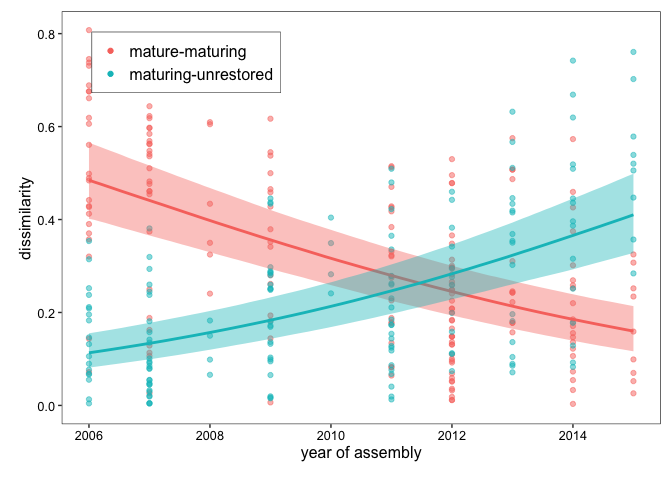 mature-maturing
maturing-unrestored
0.8
0.6
0.4
0.2
0.0
dissimilarity
2006
2008
2010
2012
2014
year of assembly